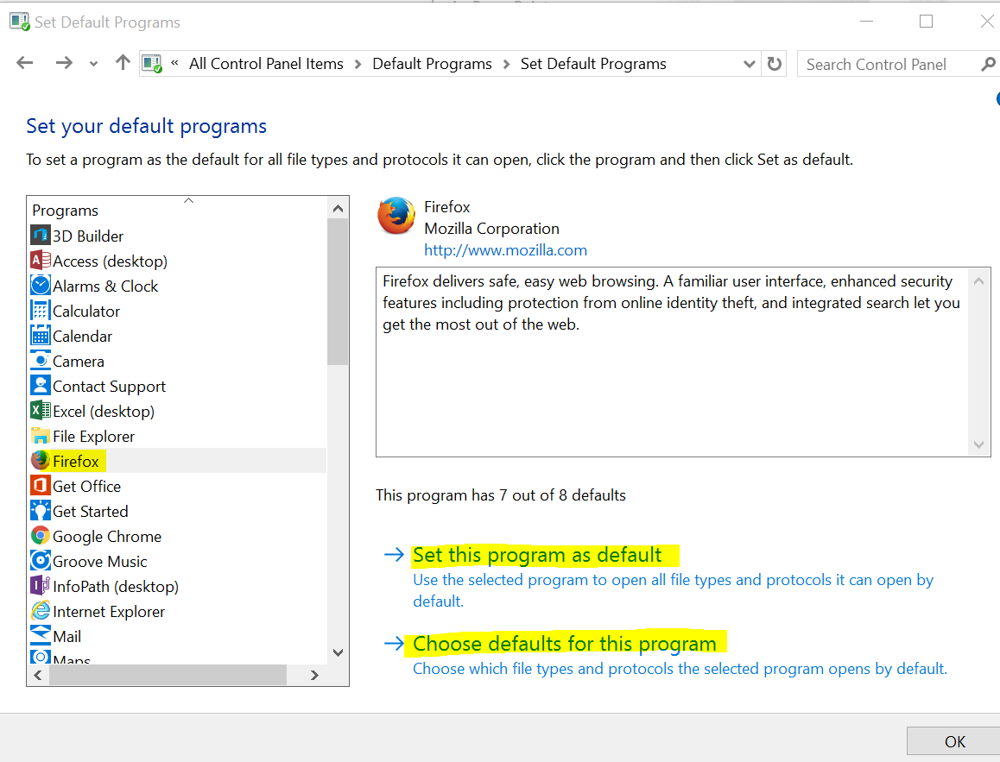 Set Default Programs
« All Control Panel Items > Default Programs > Set Default Programs
Search Control Panel
Set your default programs
To set a program as the default for all file types and protocols it can open, click the program and then click Set as default.
Programs
3D Builder
Access (desktop)
Alarms & Clock
Calculator
Calendar
Camera
Contact Support
Excel (desktop)
File Explorer
Firefox
Get Office
Get Started
Google Chrome
Groove Music
InfoPath (desktop)
Internet Explorer
Mail
Maps
Firefox
Mozilla Corporation
http://www.mozilla.com
Firefox delivers safe, easy web browsing. A familiar user interface, enhanced security
features including protection from online identity theft, and integrated search let you
get the most out of the web.
This program has 7 out of 8 defaults
Set this program as default
Use the selected program to open all file types and protocols it can open by
default.
Choose defaults for this program
Choose which file types and protocols the selected program opens by default.
OK